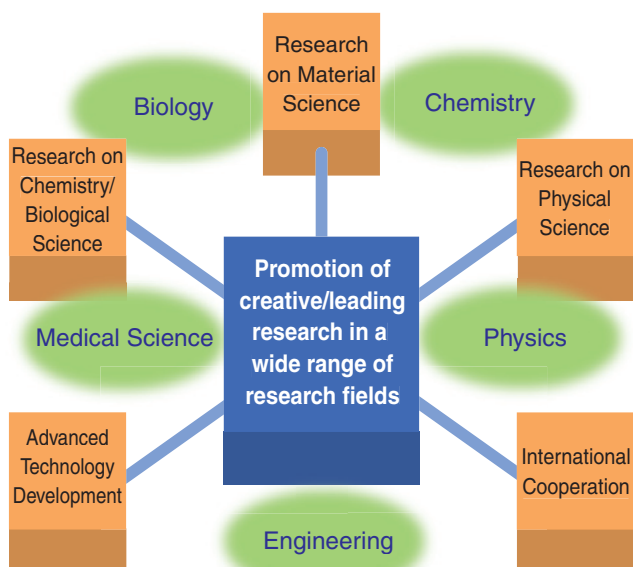 Research
on Material
Science
Biology
Chemistry
Research on
Chemistry/
Biological
Science
Research on
Physical
Science
Promotion of
creative/leading
research in a
wide range of
research fields
Medical Science
Physics
Advanced
Technology
Development
International
Cooperation
Engineering